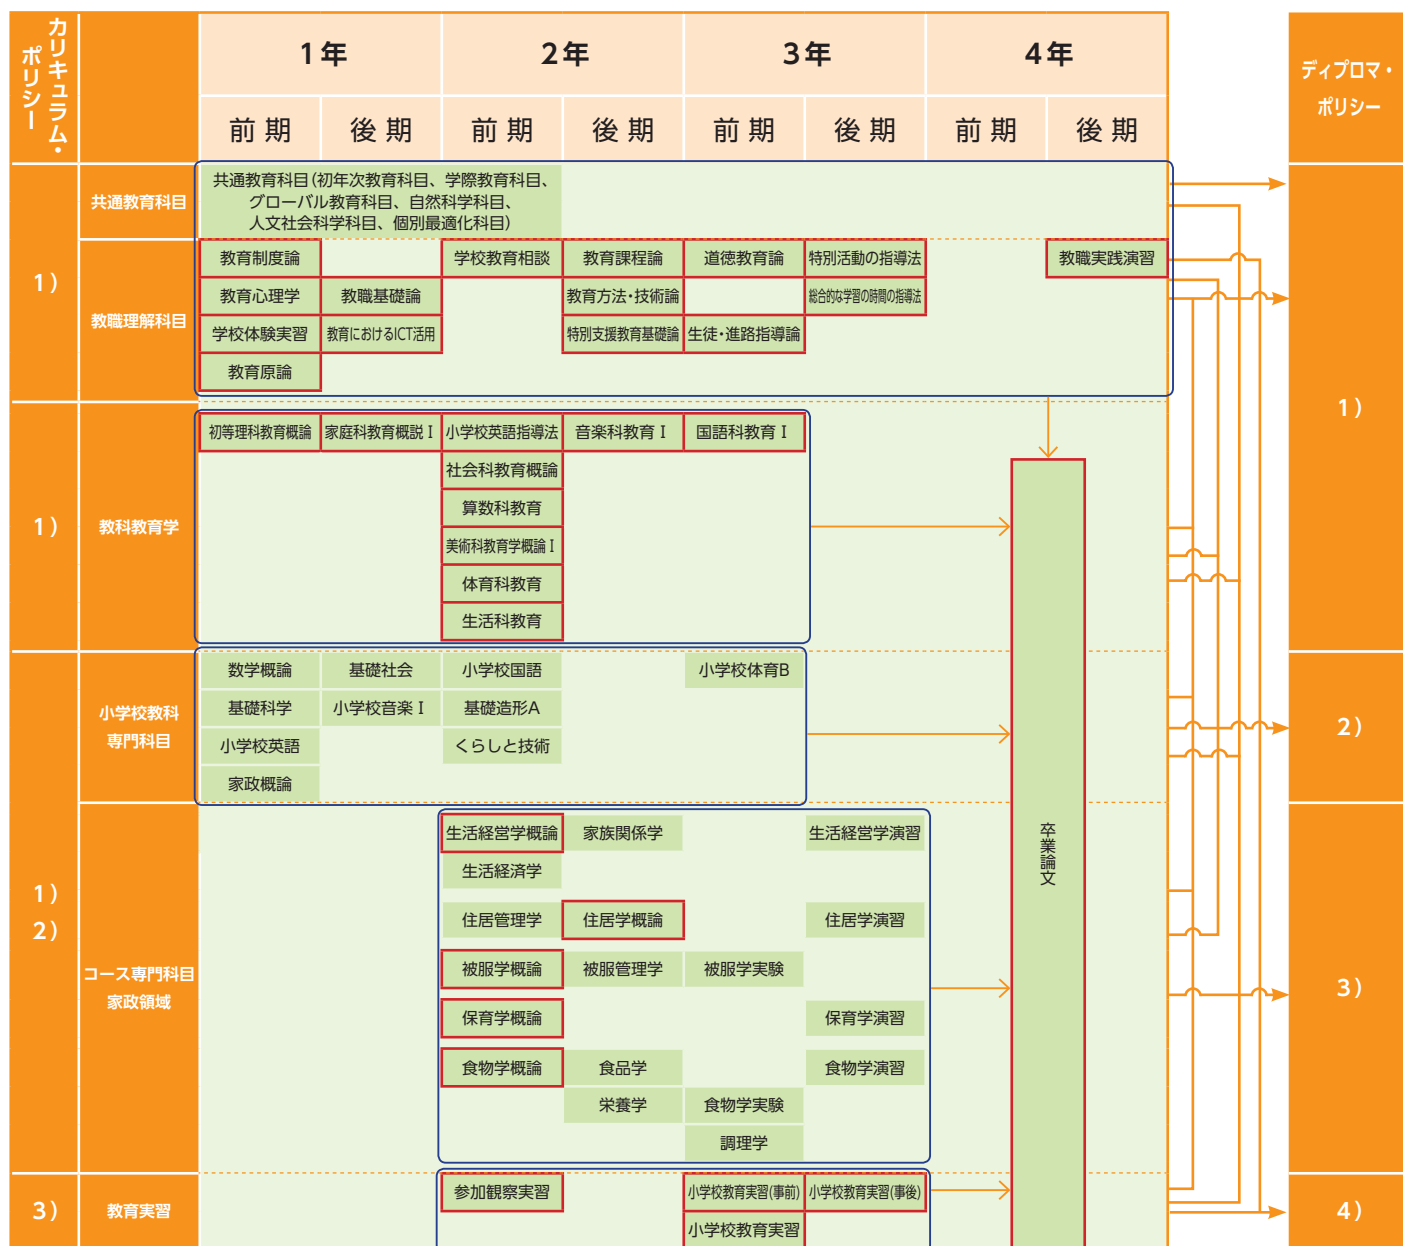 カリキュラム・
ポリシー
1年
2年
3年
4年
ディプロマ・
ポリシー
前期
後期
前期
後期
前期
後期
前期
後期
1）
共通教育科目
共通教育科目（初年次教育科目、学際教育科目、
グローバル教育科目、自然科学科目、
人文社会科学科目、個別最適化科目）
教職理解科目
教育制度論
学校教育相談
教育課程論
道徳教育論
特別活動の指導法
教職実践演習
教育心理学
教職基礎論
教育方法・技術論
総合的な学習の時間の指導法
学校体験実習
教育におけるICT活用
特別支援教育基礎論
生徒・進路指導論
教育原論
1）
1）
教科教育学
初等理科教育概論
家庭科教育概説Ⅰ
小学校英語指導法
音楽科教育Ⅰ
国語科教育Ⅰ
社会科教育概論
算数科教育
美術科教育学概論Ⅰ
体育科教育
生活科教育
小学校教科
専門科目
数学概論
基礎社会
小学校国語
小学校体育B
基礎科学
小学校音楽Ⅰ
基礎造形A
小学校英語
くらしと技術
家政概論
2）
1）
2）
コース専門科目
家政領域
生活経営学概論
家族関係学
生活経営学演習
生活経済学
住居管理学
住居学概論
住居学演習
被服学概論
被服管理学
被服学実験
保育学概論
保育学演習
食物学概論
食品学
食物学演習
栄養学
食物学実験
調理学
卒業論文
3）
3）
教育実習
参加観察実習
小学校教育実習(事前)
小学校教育実習(事後)
小学校教育実習
4）